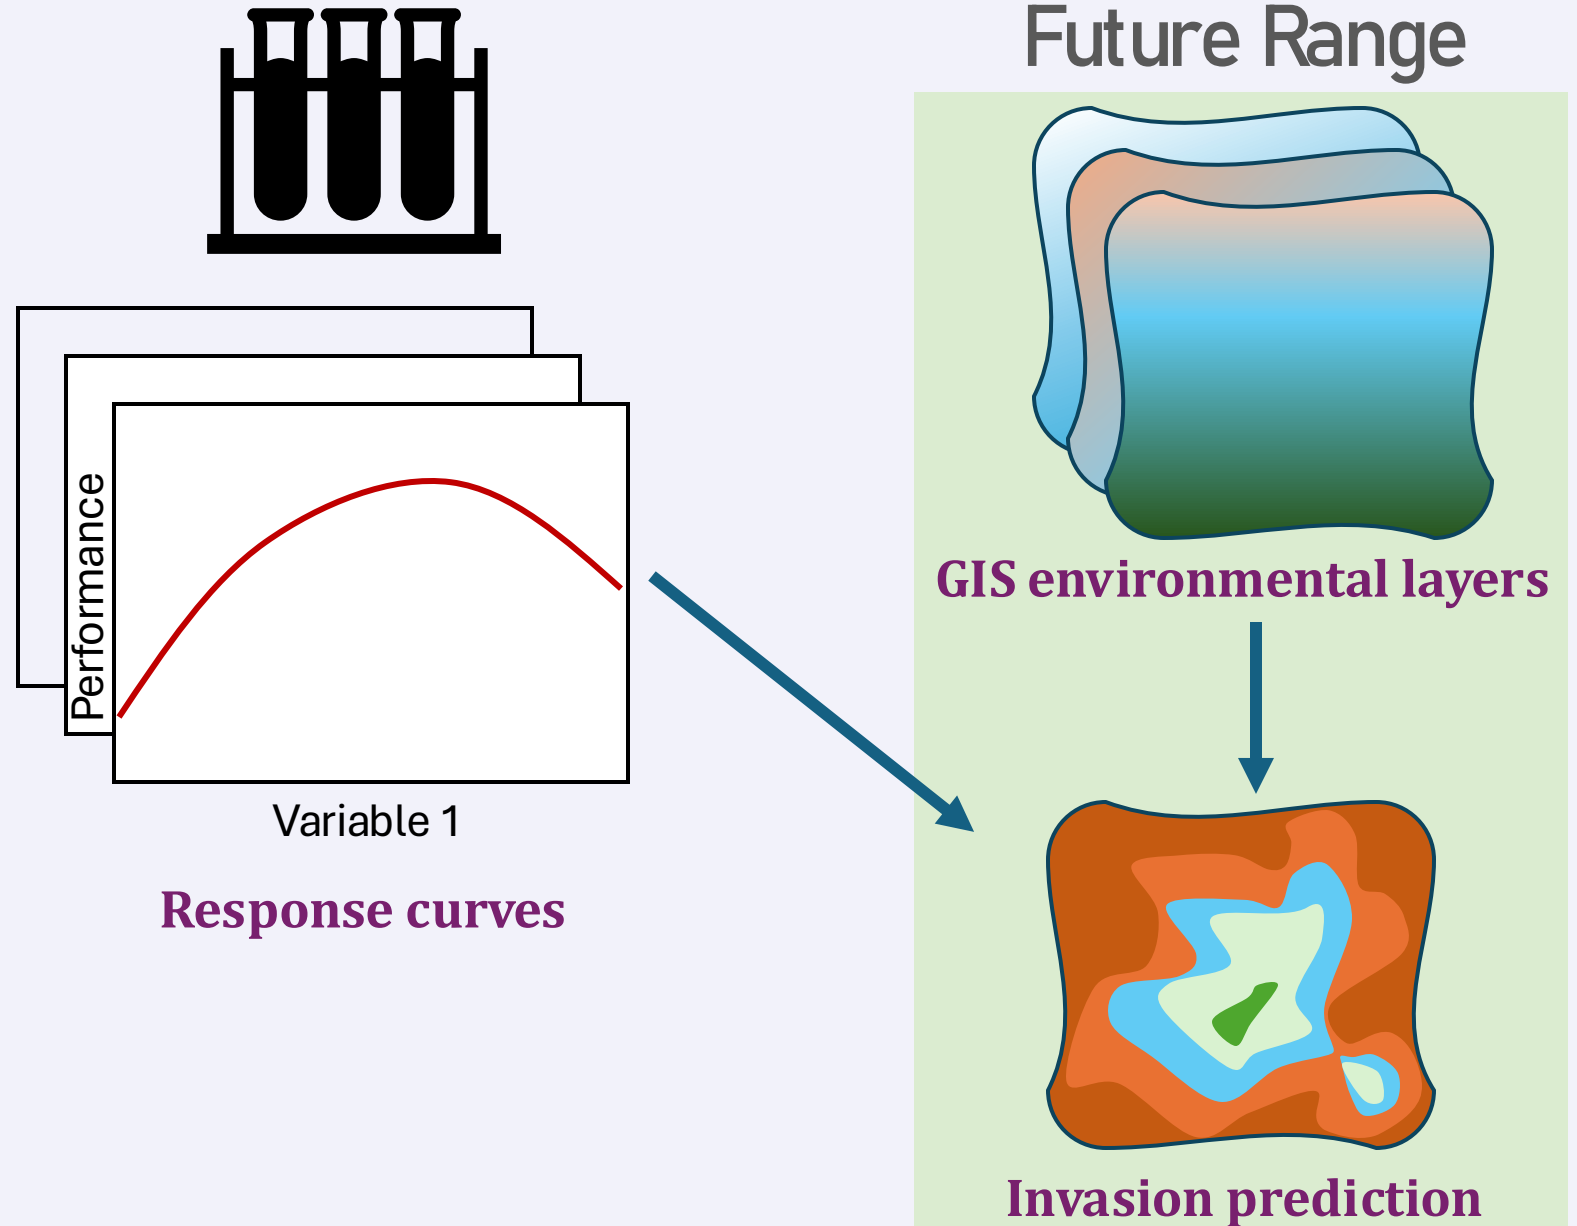 Future Range
Performance
Variable 1
Response curves
GIS environmental layers
Invasion prediction